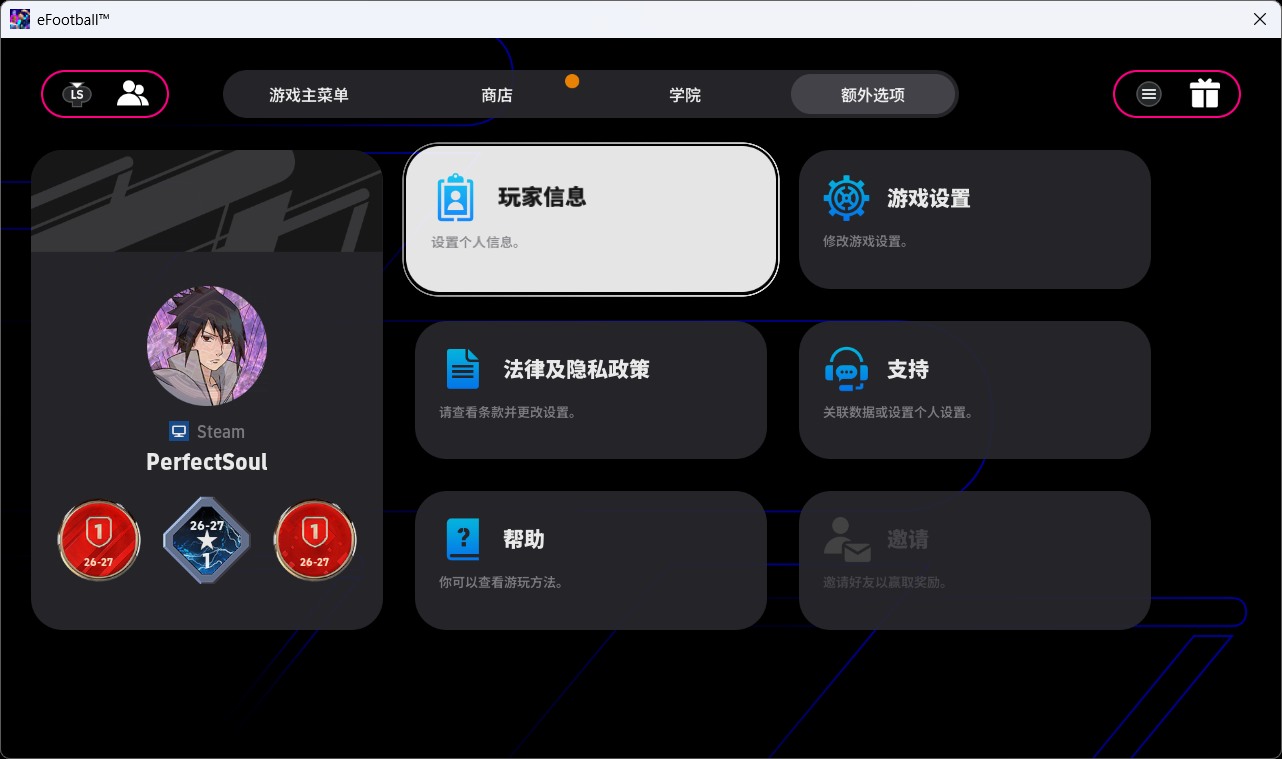 eFootball™
LS
游戏主菜单
商店
学院
额外选项
玩家信息
设置个人信息。
游戏设置
修改游戏设置。
法律及隐私政策
请查看条款并更改设置。
支持
关联数据或设置个人设置。
Steam
PerfectSoul
1
26-27
26-27
1
1
26-27
帮助
你可以查看游玩方法。
邀请
邀请好友以赢取奖励。